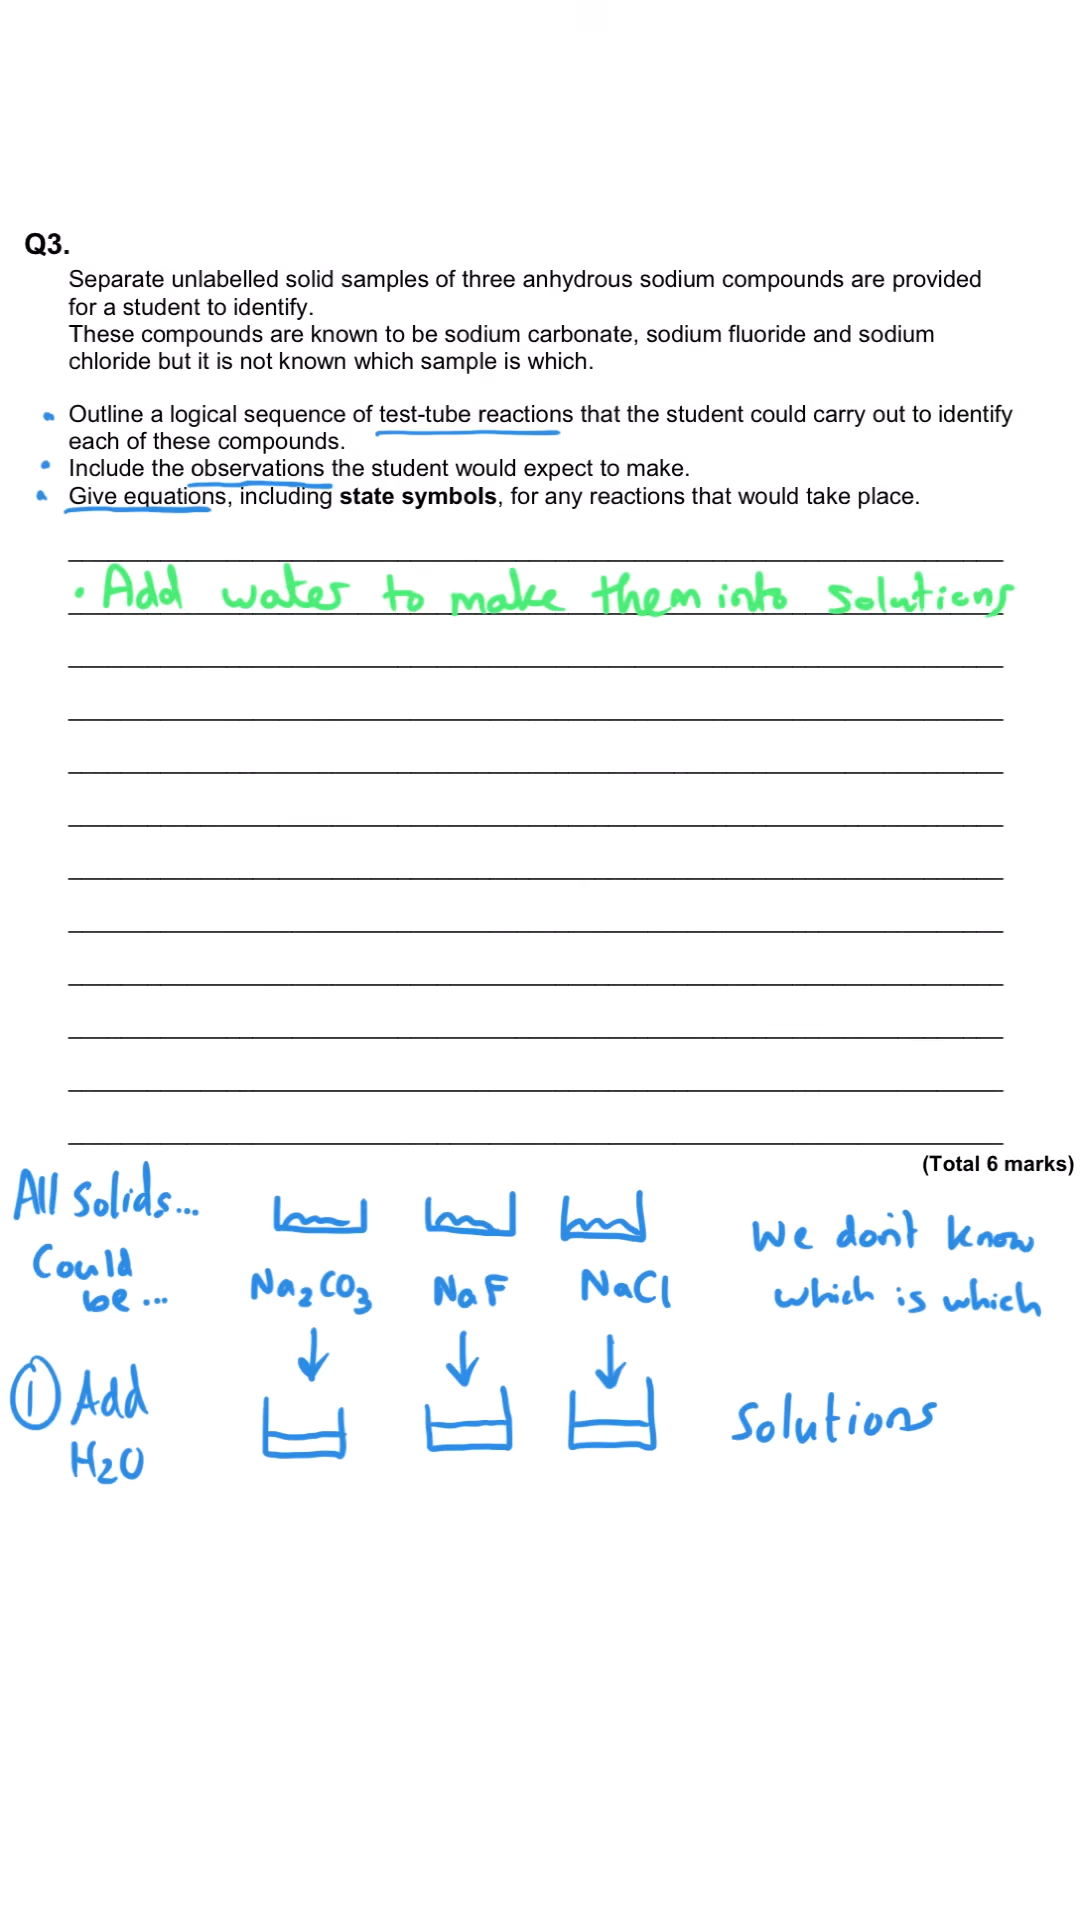 Q3.
Separate unlabelled solid samples of three anhydrous sodium compounds are provided
for a student to identify.
These compounds are known to be sodium carbonate, sodium fluoride and sodium
chloride but it is not known which sample is which.
• Outline a logical sequence of test-tube reactions that the student could carry out to identify
each of these compounds.
• Include the observations the student would expect to make.
• Give equations, including state symbols, for any reactions that would take place.
• Add water to make them into solutions
(Total 6 marks)
All Solids...
We don't know
Could
be...
Na₂CO₃ NaF NaCl
which is which
① Add
H₂O
Solutions